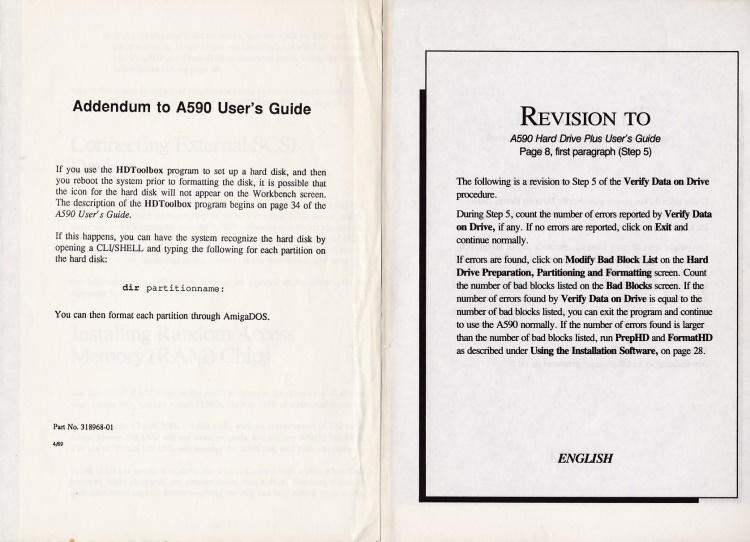 Addendum to A590 User's Guide
If you use the HDToolbox program to set up a hard disk, and then
you reboot the system prior to formatting the disk, it is possible that
the icon for the hard disk will not appear on the Workbench screen.
The description of the HDToolbox program begins on page 34 of the
A590 User's Guide.
If this happens, you can have the system recognize the hard disk by
opening a CLI/SHELL and typing the following for each partition on
the hard disk:
dir partitionname:
You can then format each partition through AmigaDOS.
Part No. 318968-01
4/89
REVISION TO
A590 Hard Drive Plus User's Guide
Page 8, first paragraph (Step 5)
The following is a revision to Step 5 of the Verify Data on Drive
procedure.
During Step 5, count the number of errors reported by Verify Data
on Drive, if any. If no errors are reported, click on Exit and
continue normally.
If errors are found, click on Modify Bad Block List on the Hard
Drive Preparation, Partitioning and Formatting screen. Count
the number of bad blocks listed on the Bad Blocks screen. If the
number of errors found by Verify Data on Drive is equal to the
number of bad blocks listed, you can exit the program and continue
to use the A590 normally. If the number of errors found is larger
than the number of bad blocks listed, run PrepHD and FormatHD
as described under Using the Installation Software, on page 28.
ENGLISH